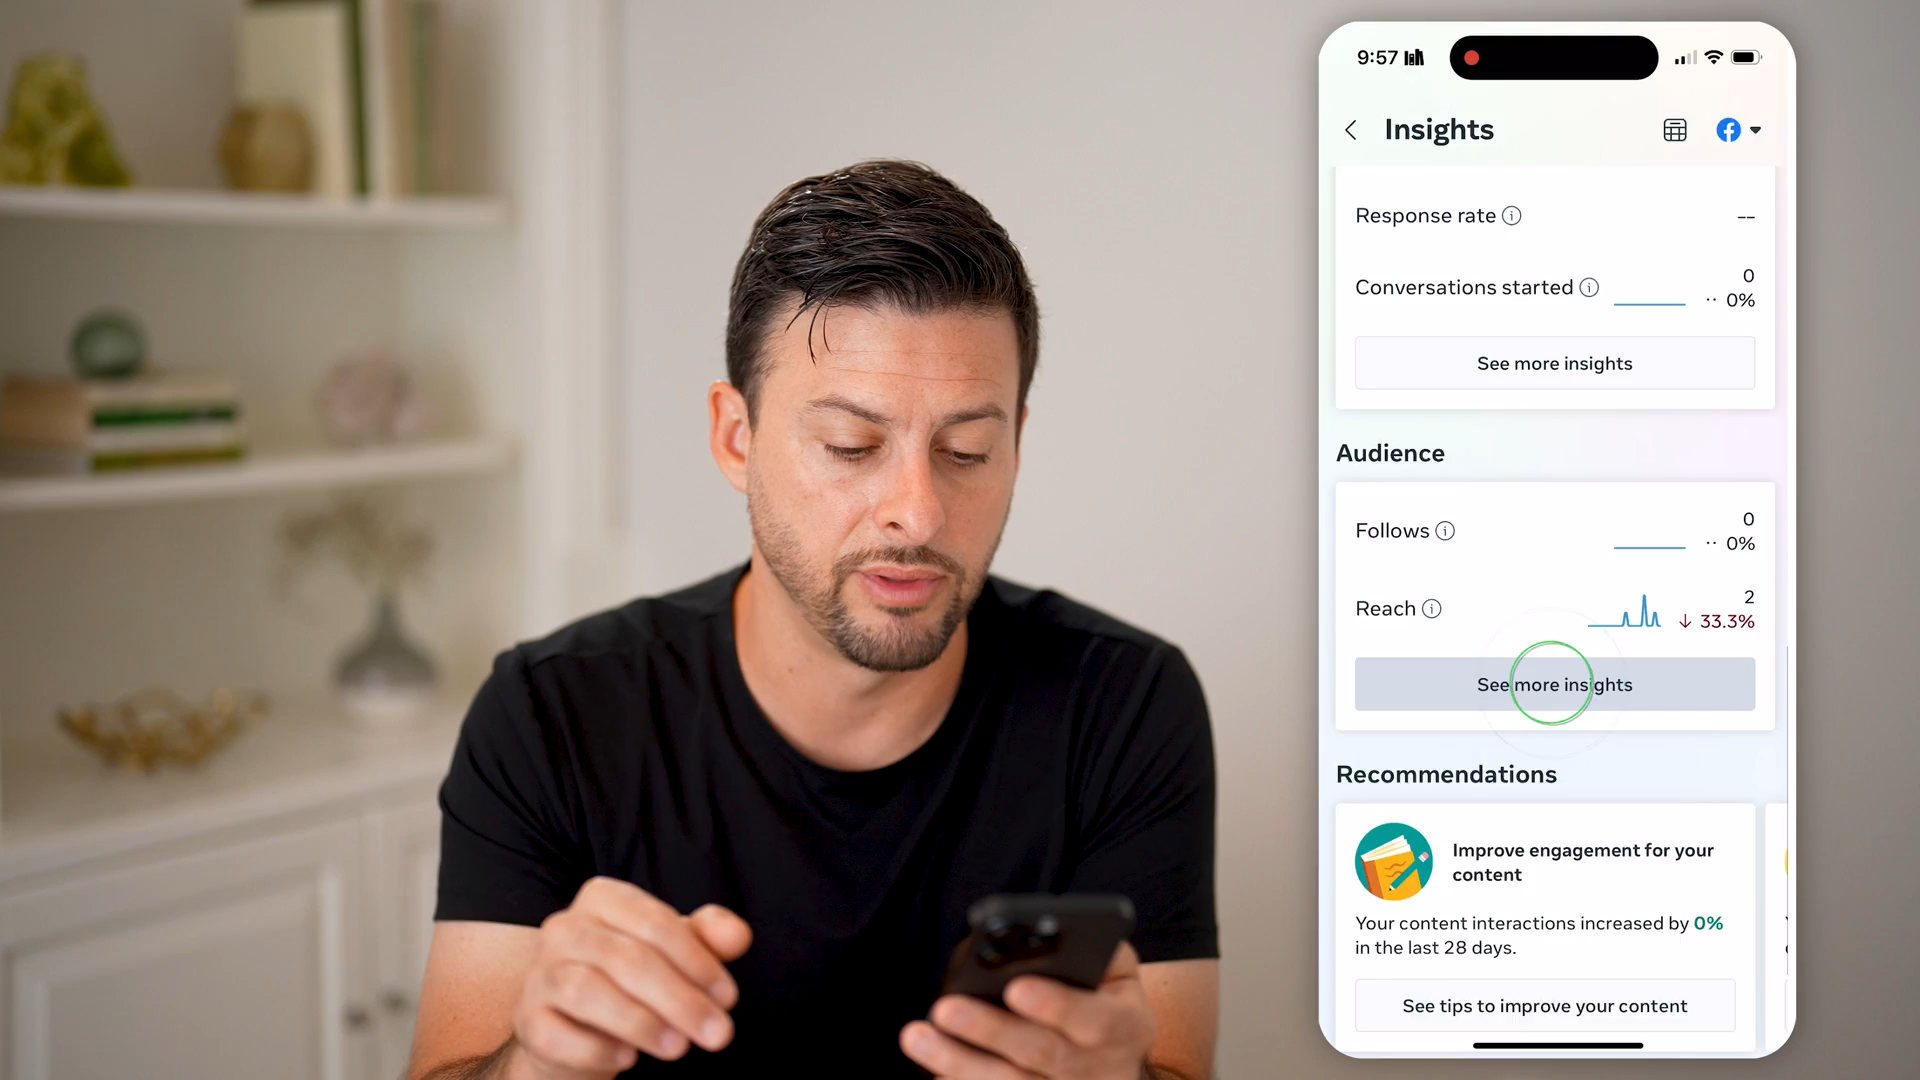 9:57
Insights
Response rate
--
Conversations started
0
0%
See more insights
Audience
Follows
0
0%
Reach
2
↓ 33.3%
See more insights
Recommendations
Improve engagement for your
content
Your content interactions increased by 0%
in the last 28 days.
See tips to improve your content